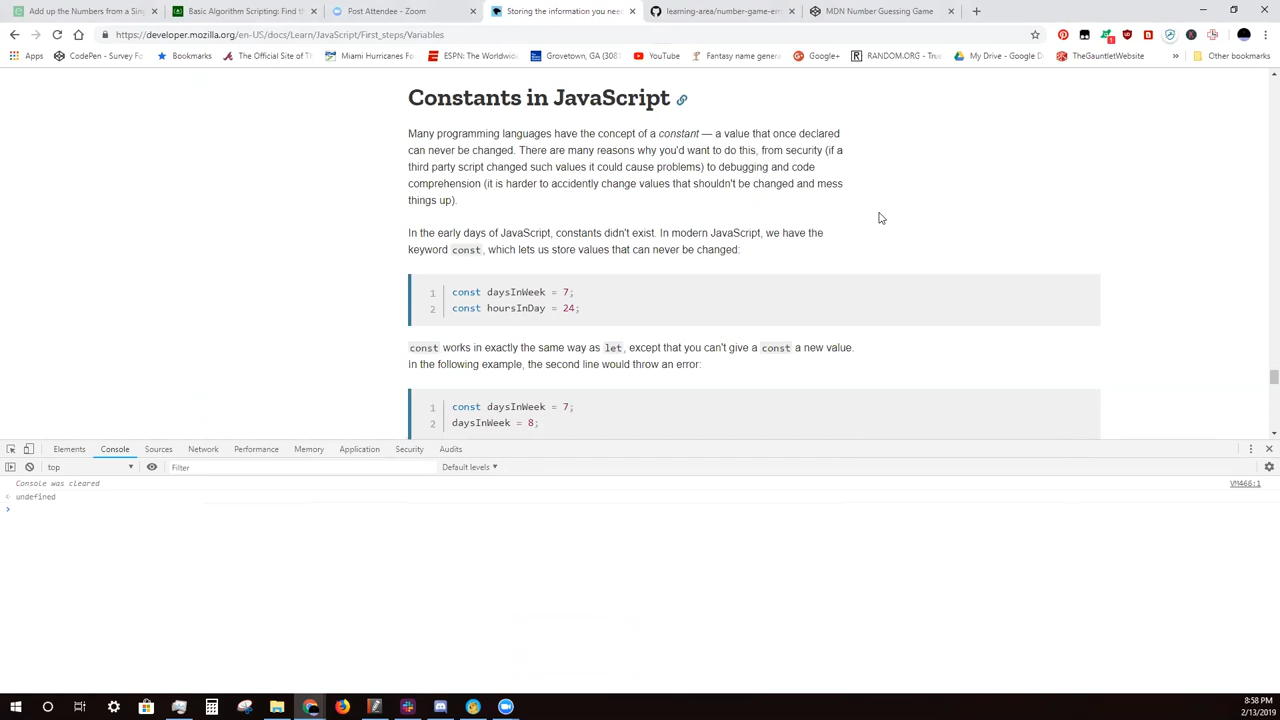 Add up the Numbers from a Sin
Basic Algorithm Scripting: Find th
Post Attendee - Zoom
Storing the information you need
learning-area/number-game-err
MDN Number Guessing Game
https://developer.mozilla.org/en-US/docs/Learn/JavaScript/First_steps/Variables
Apps
CodePen - Survey Fo
Bookmarks
The Official Site of T
Miami Hurricanes Fo
ESPN: The Worldwid
Grovetown, GA (3081
YouTube
Fantasy name genera
Google+
RANDOM.ORG - True
My Drive - Google D
TheGauntletWebsite
»
Other bookmarks
Constants in JavaScript
Many programming languages have the concept of a constant — a value that once declared
can never be changed. There are many reasons why you'd want to do this, from security (if a
third party script changed such values it could cause problems) to debugging and code
comprehension (it is harder to accidently change values that shouldn't be changed and mess
things up).
In the early days of JavaScript, constants didn't exist. In modern JavaScript, we have the
keyword const, which lets us store values that can never be changed:
1 const daysInWeek = 7;
2 const hoursInDay = 24;
const works in exactly the same way as let, except that you can't give a const a new value.
In the following example, the second line would throw an error:
1 const daysInWeek = 7;
2 daysInWeek = 8;
Elements Console Sources Network Performance Memory Application Security Audits
top Filter Default levels
Console was cleared VM466:1
undefined
8:58 PM
2/13/2019